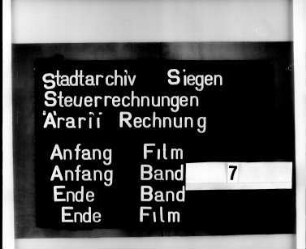 Stadtarchiv Siegen
Steuerrechnungen
Ärarii Rechnung
Anfang Film
Anfang Band 7
Ende Band
Ende Film